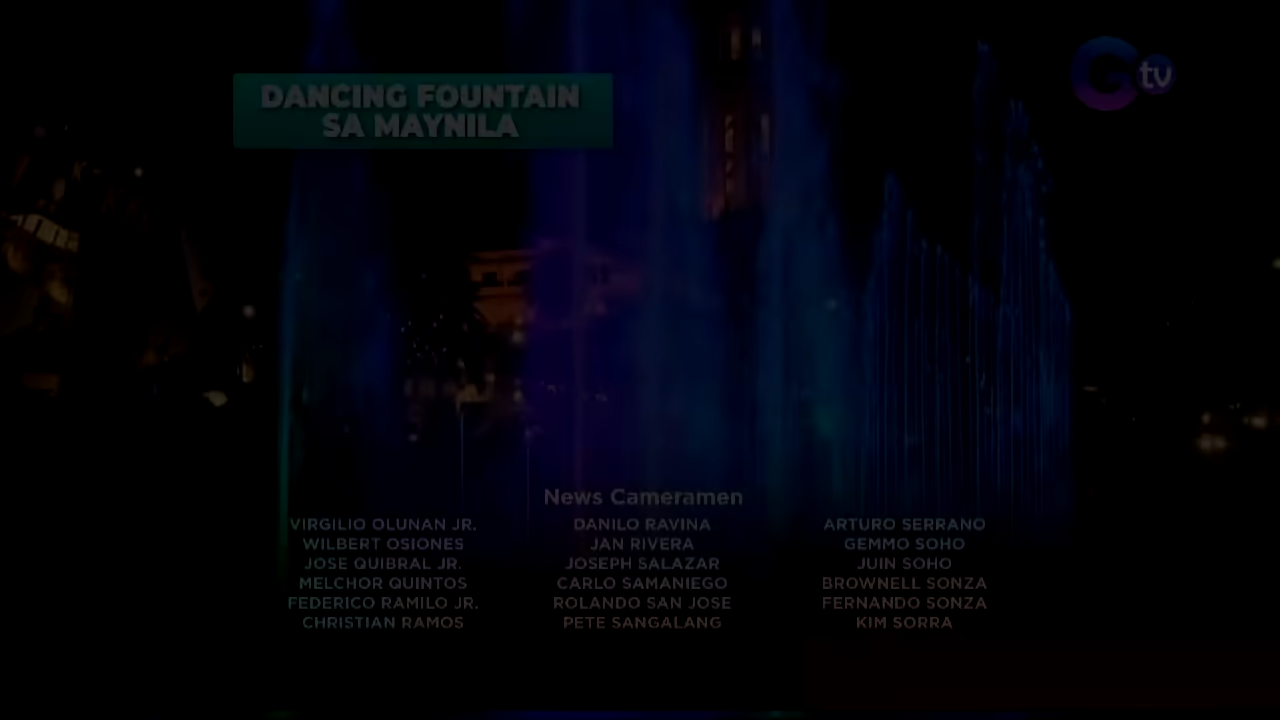 DANCING FOUNTAIN
SA MAYNILA
Gtv
News Cameramen
VIRGILIO OLUNAN JR.
WILBERT OSIONES
JOSE QUIBRAL JR.
MELCHOR QUINTOS
FEDERICO RAMILO JR.
CHRISTIAN RAMOS
DANILO RAVINA
JAN RIVERA
JOSEPH SALAZAR
CARLO SAMANIEGO
ROLANDO SAN JOSE
PETE SANGALANG
ARTURO SERRANO
GEMMO SOHO
JUIN SOHO
BROWNELL SONZA
FERNANDO SONZA
KIM SORRA